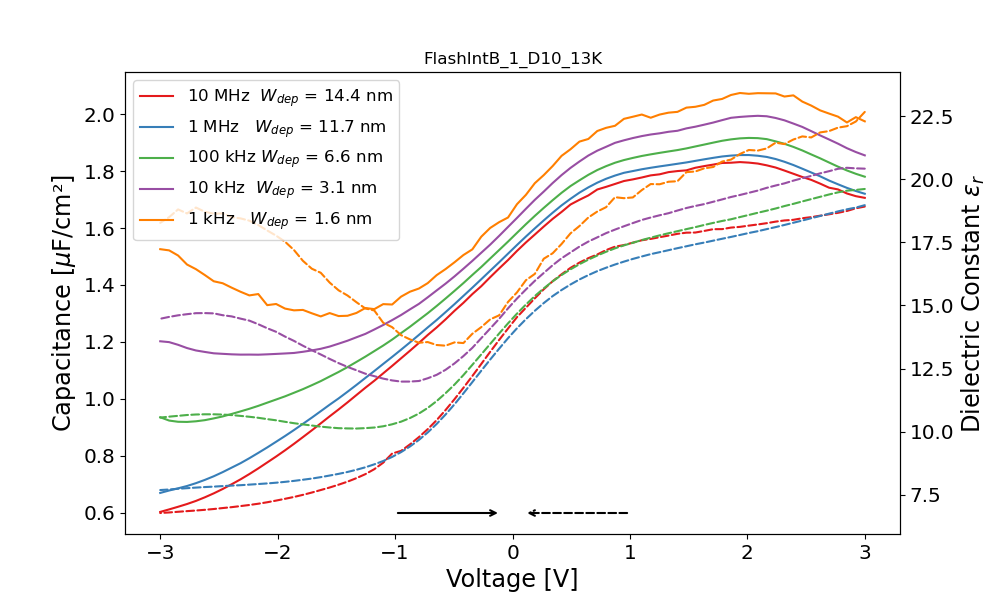 FlashIntB_1_D10_13K
10 MHz W_dep = 14.4 nm
1 MHz W_dep = 11.7 nm
100 kHz W_dep = 6.6 nm
10 kHz W_dep = 3.1 nm
1 kHz W_dep = 1.6 nm
Capacitance [μF/cm²]
2.0
1.8
1.6
1.4
1.2
1.0
0.8
0.6
22.5
20.0
17.5
15.0
12.5
10.0
7.5
Dielectric Constant ε_r
−3 −2 −1 0 1 2 3
Voltage [V]